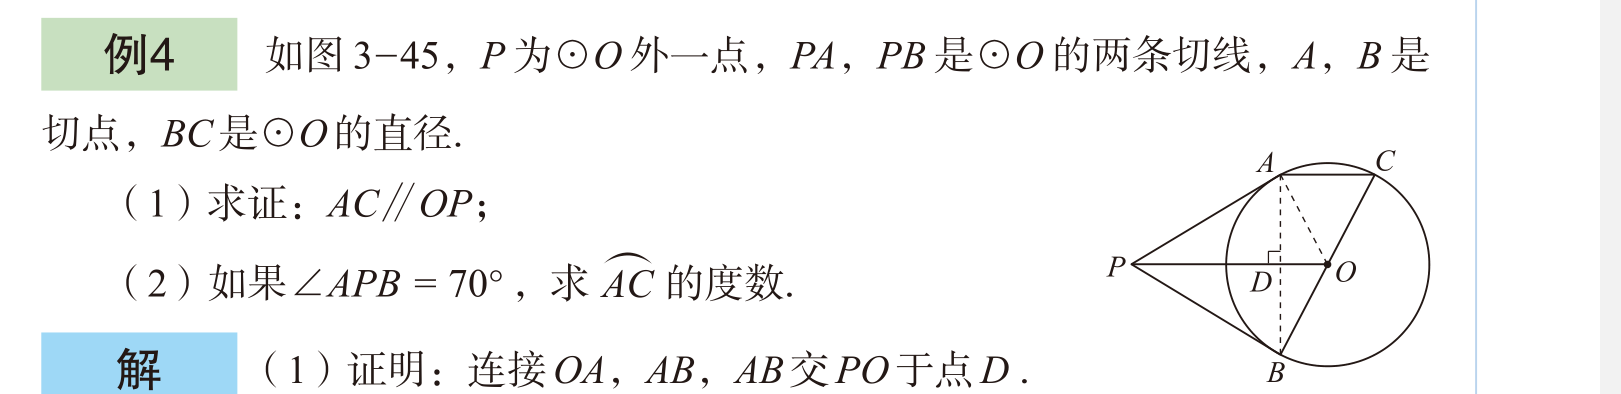 例4 如图 3-45，P 为⊙O 外一点，PA，PB 是⊙O 的两条切线，A，B 是
切点，BC 是⊙O 的直径.
（1）求证：AC∥OP；
（2）如果∠APB = 70°，求 $\overset{\frown}{AC}$ 的度数.
A
C
P
D
O
B
解 （1）证明：连接 OA，AB，AB 交 PO 于点 D .